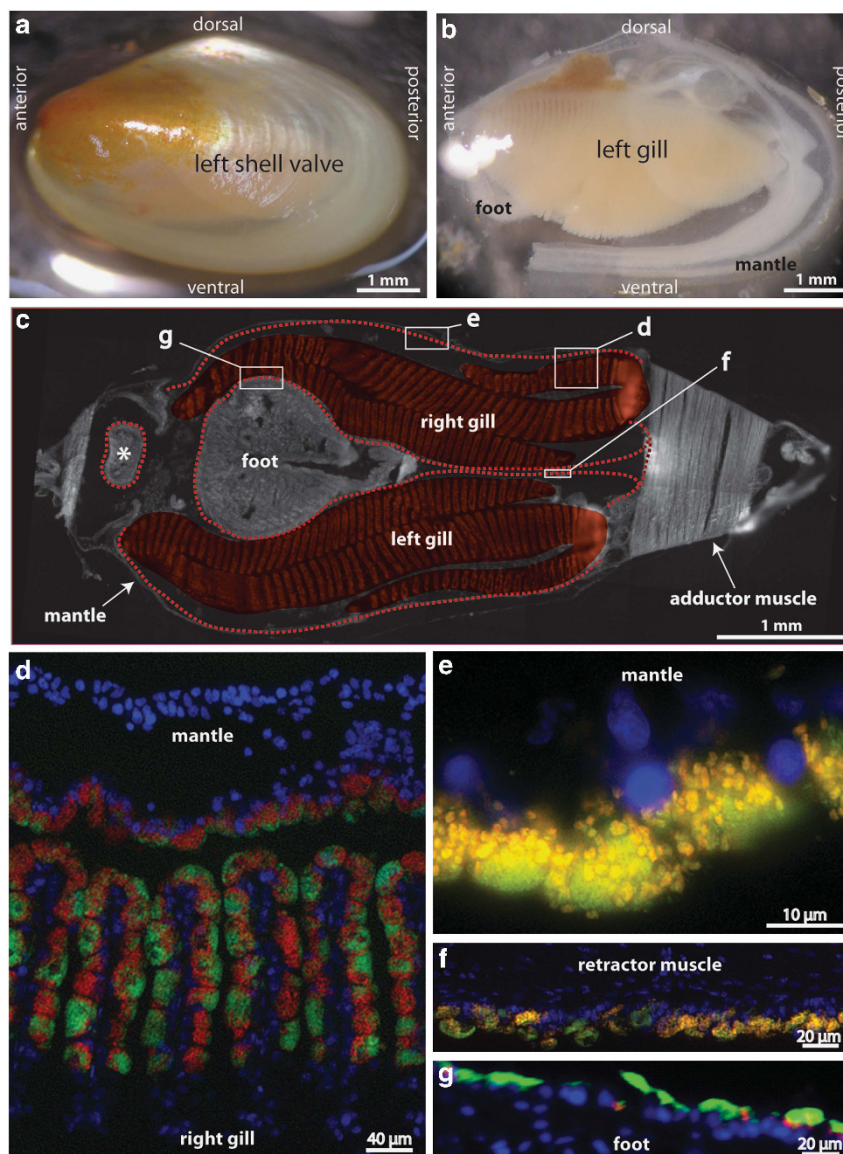 a
dorsal
anterior
posterior
left shell valve
1 mm
ventral
b
dorsal
anterior
posterior
left gill
foot
mantle
1 mm
ventral
c
g
e
d
f
right gill
*
foot
left gill
mantle
adductor muscle
1 mm
d
mantle
right gill
40 µm
e
mantle
10 µm
f
retractor muscle
20 µm
g
foot
20 µm